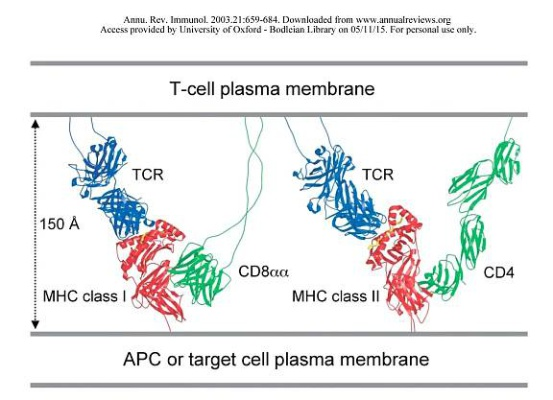 Annu. Rev. Immunol. 2003.21:659-684. Downloaded from www.annualreviews.org
Access provided by University of Oxford - Bodleian Library on 05/11/15. For personal use only.
T-cell plasma membrane
TCR
TCR
150 Å
CD8αα
CD4
MHC class I
MHC class II
APC or target cell plasma membrane